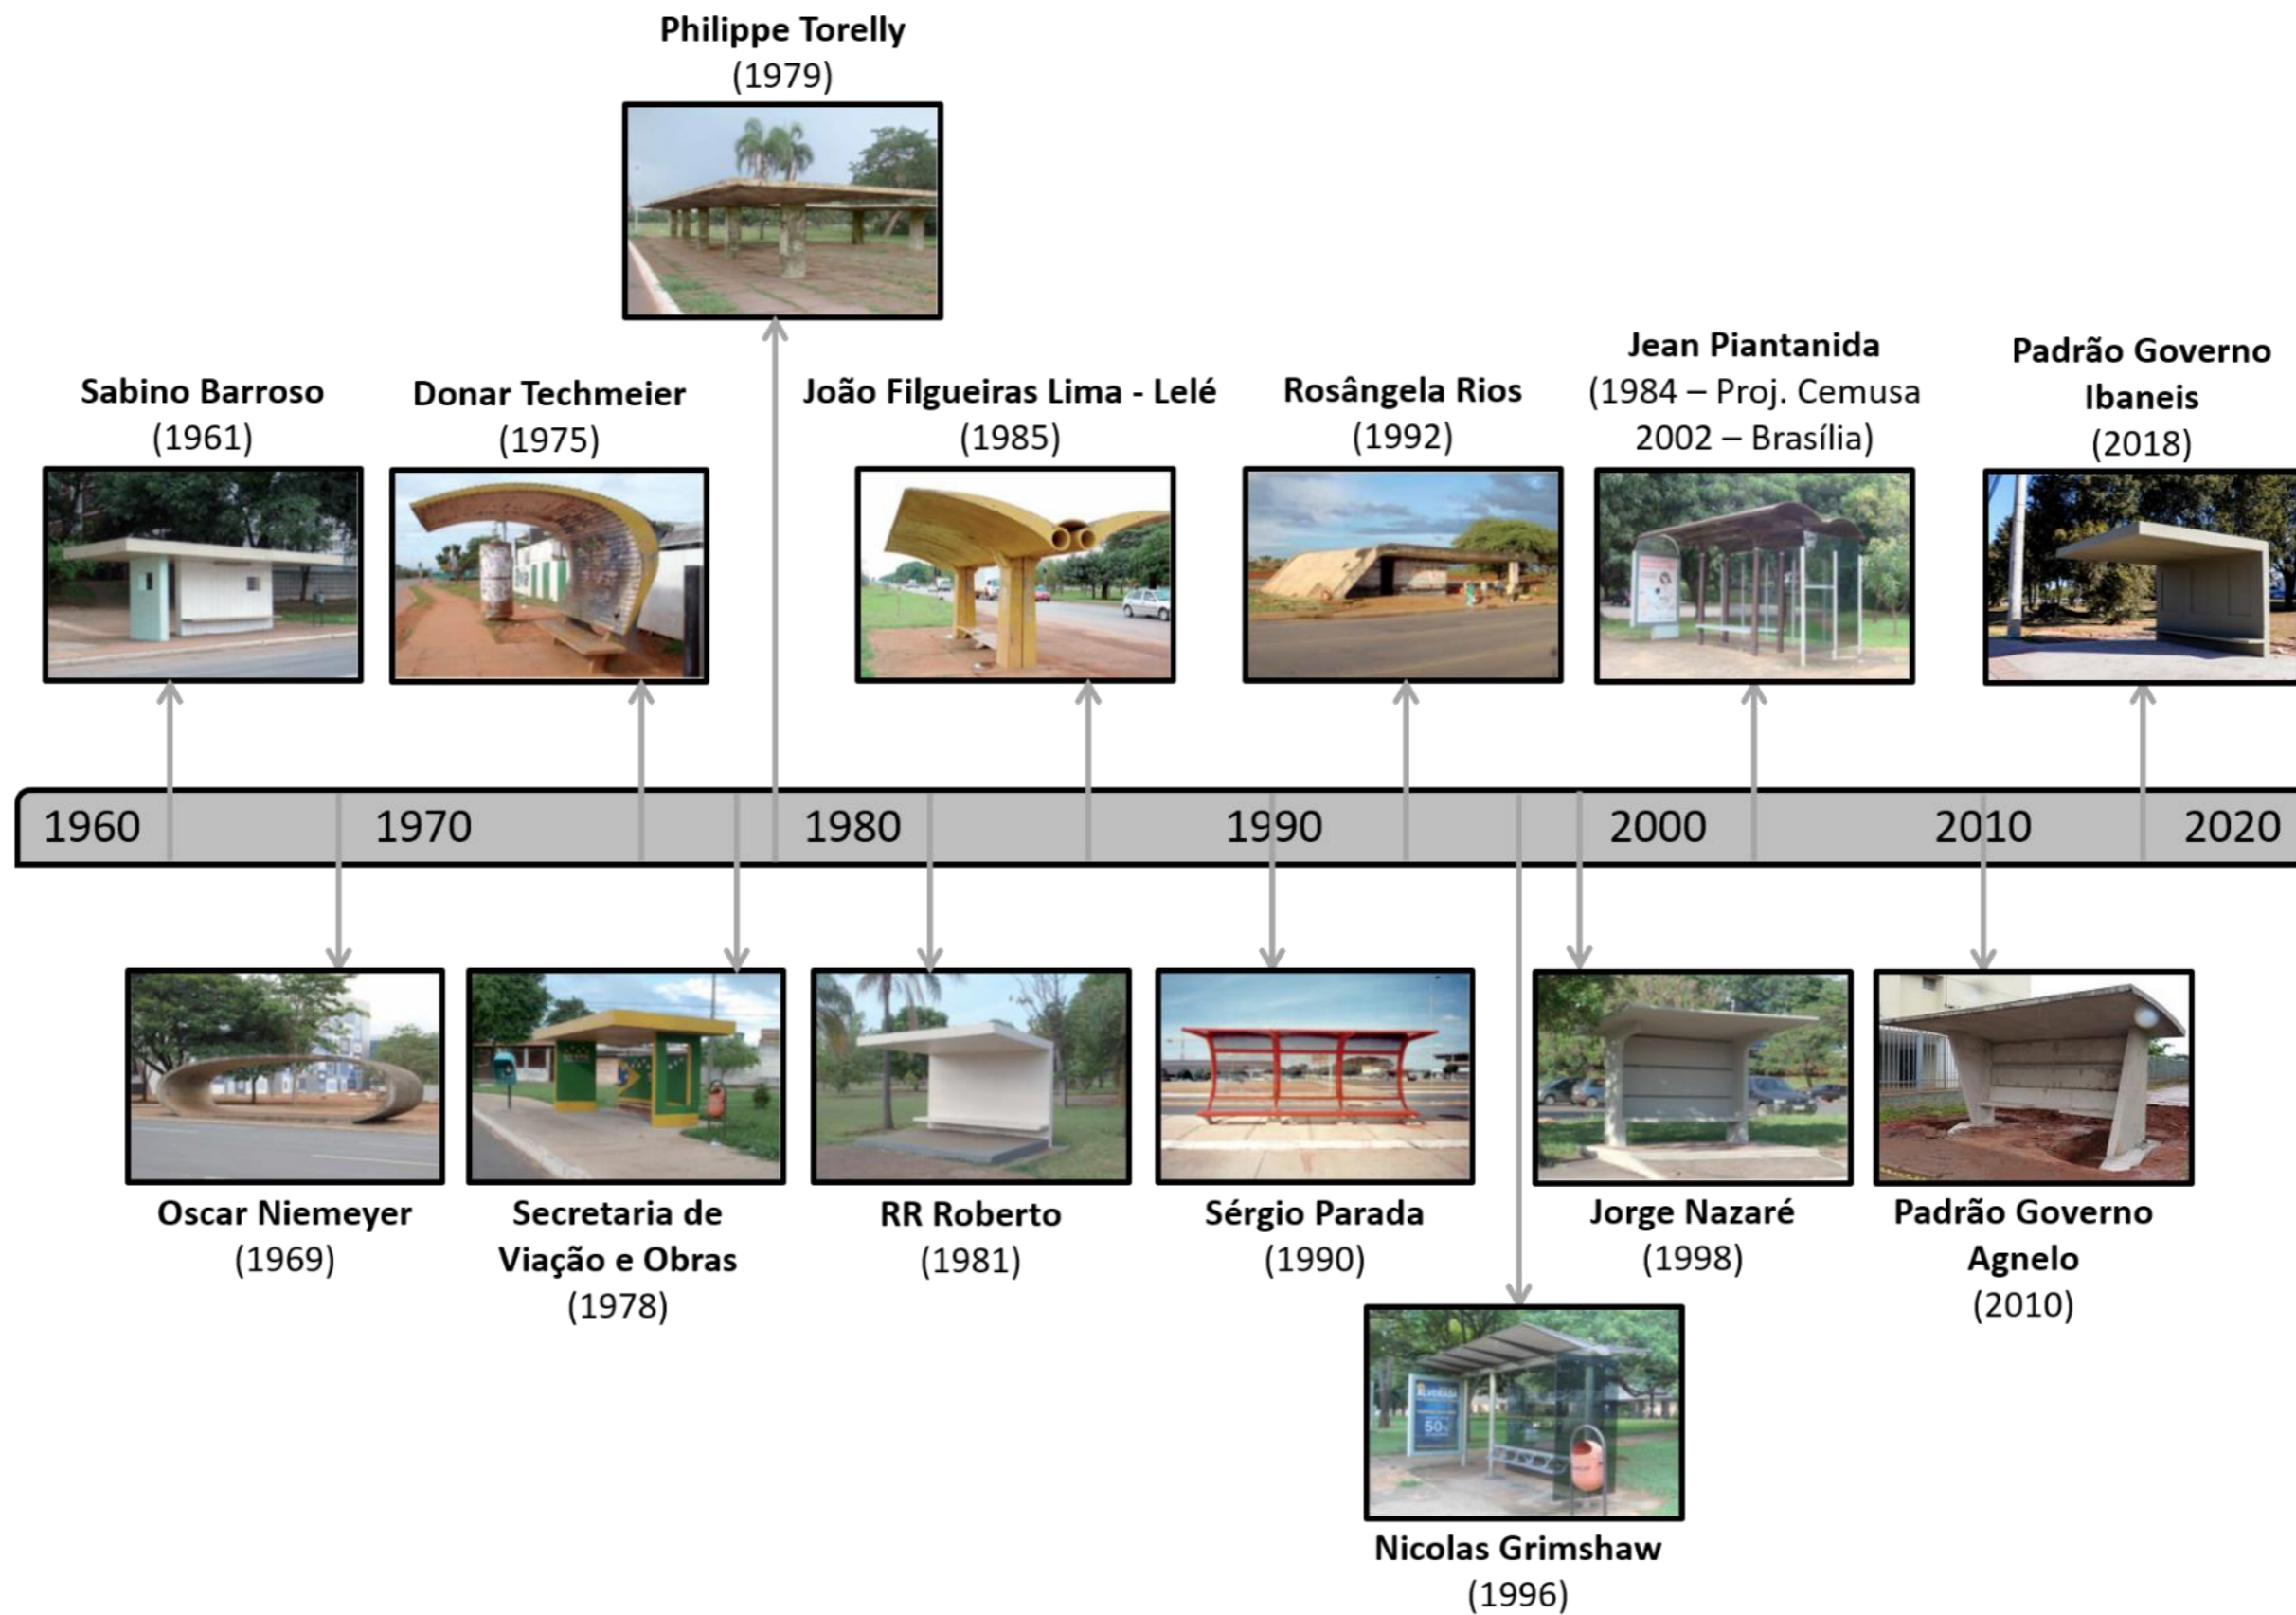 Philippe Torelly
(1979)
Sabino Barroso
(1961)
Donar Techmeier
(1975)
João Filgueiras Lima - Lelé
(1985)
Rosângela Rios
(1992)
Jean Piantanida
(1984 – Proj. Cemusa
2002 – Brasília)
Padrão Governo
Ibaneis
(2018)
1960
1970
1980
1990
2000
2010
2020
Oscar Niemeyer
(1969)
Secretaria de
Viação e Obras
(1978)
RR Roberto
(1981)
Sérgio Parada
(1990)
Jorge Nazaré
(1998)
Padrão Governo
Agnelo
(2010)
50%
Nicolas Grimshaw
(1996)